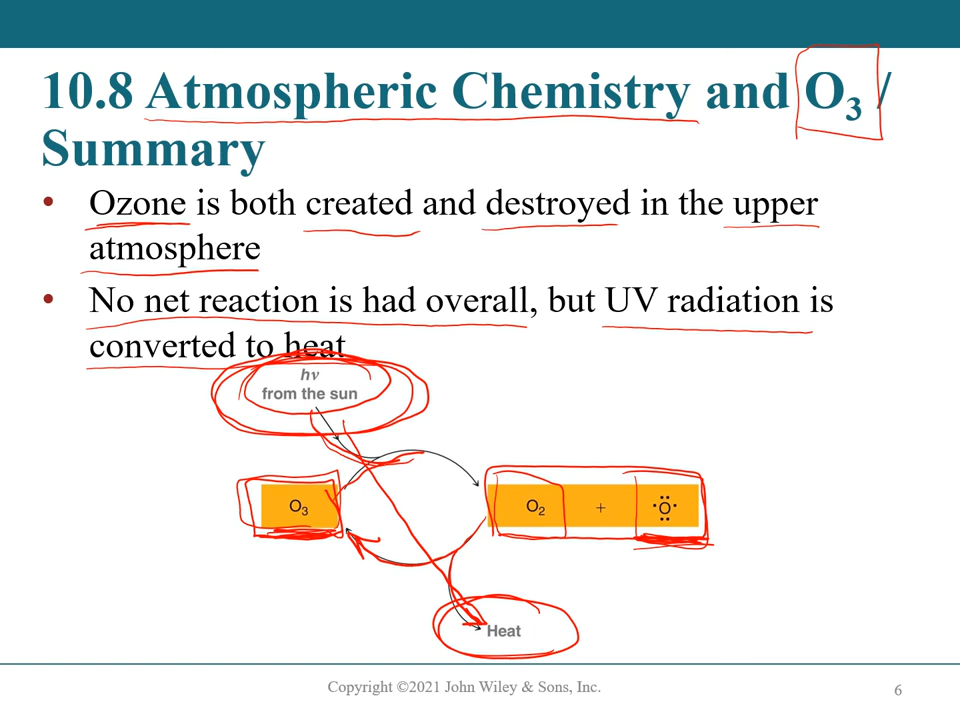 10.8 Atmospheric Chemistry and O₃ /
Summary
• Ozone is both created and destroyed in the upper
atmosphere
• No net reaction is had overall, but UV radiation is
converted to heat
hν
from the sun
O₃
O₂ + ·O·
Heat
Copyright ©2021 John Wiley & Sons, Inc.
6